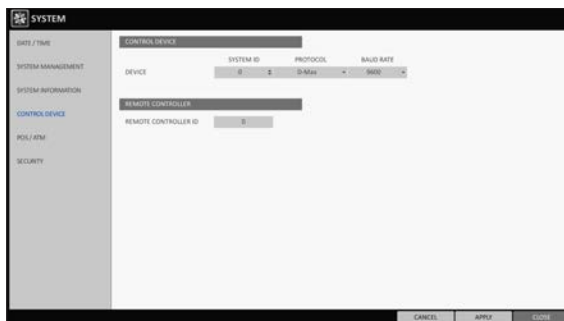 SYSTEM
DATE / TIME
SYSTEM MANAGEMENT
SYSTEM INFORMATION
CONTROL DEVICE
POS / ATM
SECURITY
CONTROL DEVICE
SYSTEM ID PROTOCOL BAUD RATE
DEVICE 0 D-Max 9600
REMOTE CONTROLLER
REMOTE CONTROLLER ID 0
CANCEL APPLY CLOSE